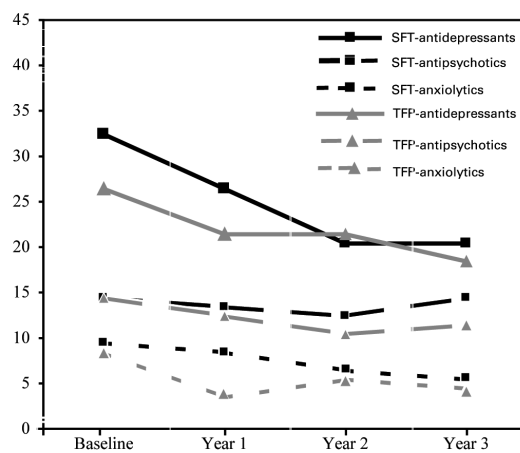 45
40
35
30
25
20
15
10
5
0
SFT-antidepressants
SFT-antipsychotics
SFT-anxiolytics
TFP-antidepressants
TFP-antipsychotics
TFP-anxiolytics
Baseline Year 1 Year 2 Year 3